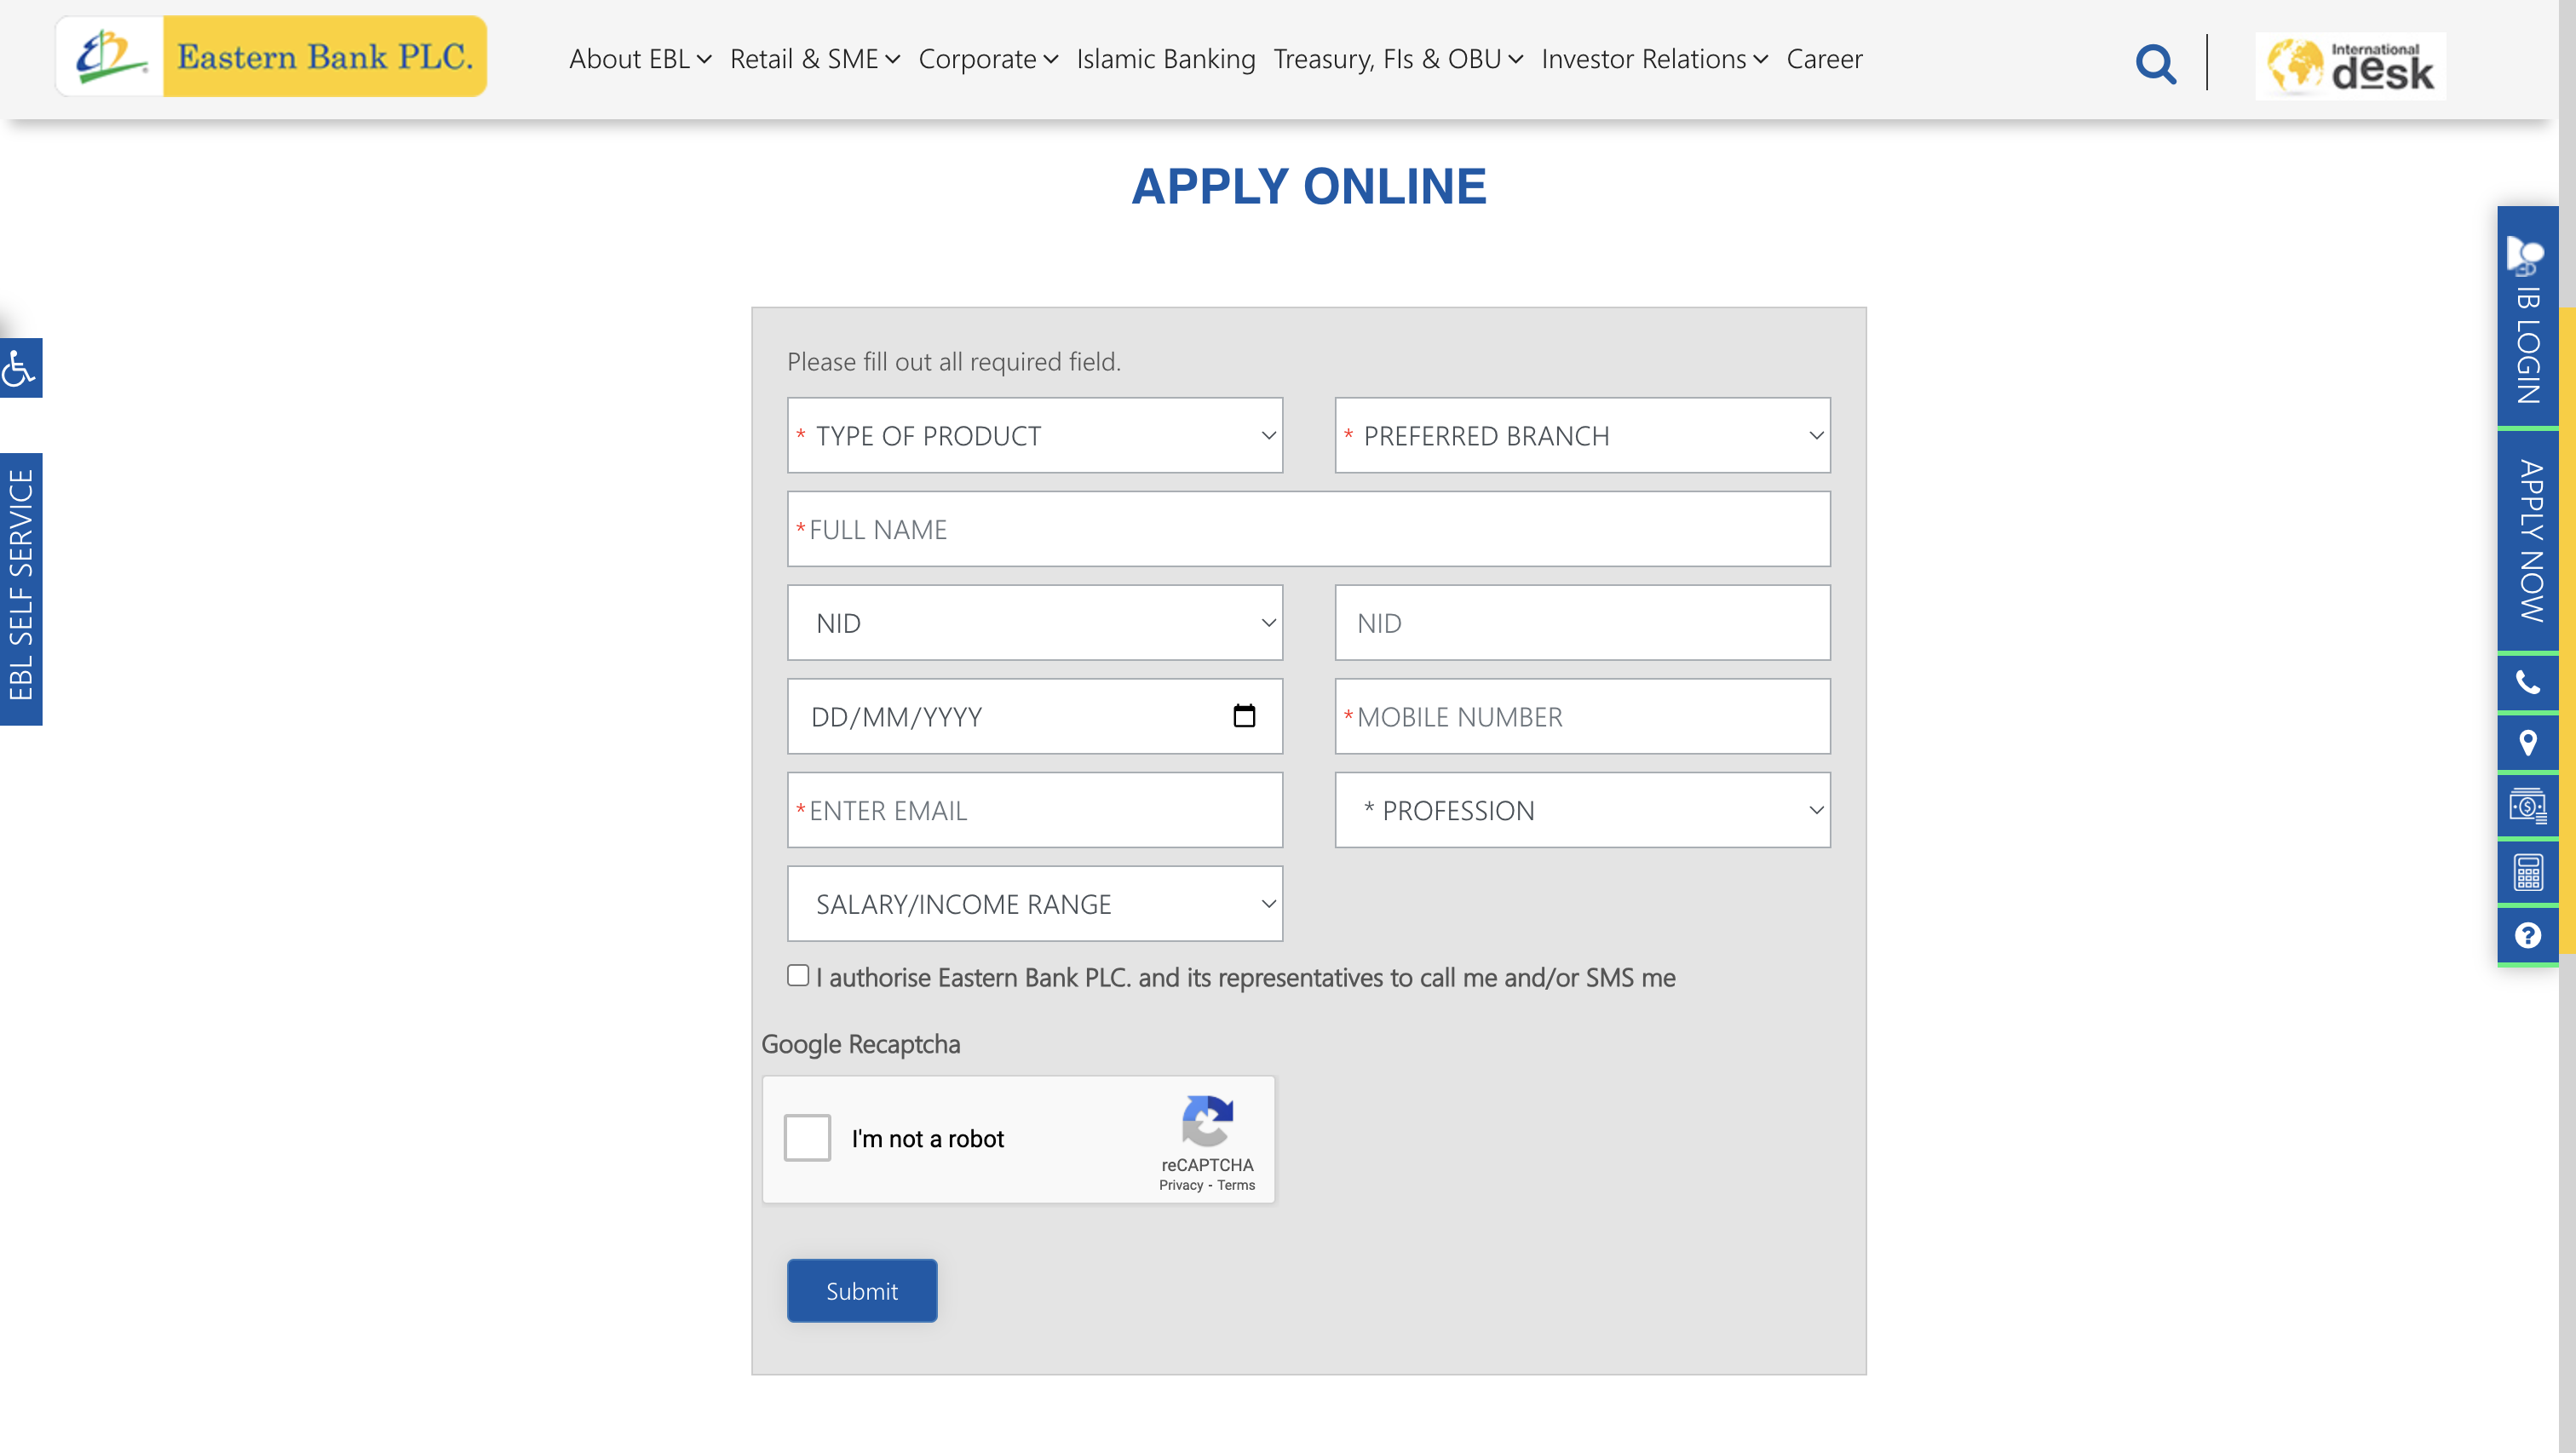 Eastern Bank PLC.
About EBL Retail & SME Corporate Islamic Banking Treasury, FIs & OBU Investor Relations Career
International
desk
APPLY ONLINE
IB LOGIN
APPLY NOW
EBL SELF SERVICE
Please fill out all required field.
* TYPE OF PRODUCT
* PREFERRED BRANCH
*FULL NAME
NID
NID
DD/MM/YYYY
*MOBILE NUMBER
*ENTER EMAIL
* PROFESSION
SALARY/INCOME RANGE
I authorise Eastern Bank PLC. and its representatives to call me and/or SMS me
Google Recaptcha
I'm not a robot
reCAPTCHA
Privacy - Terms
Submit